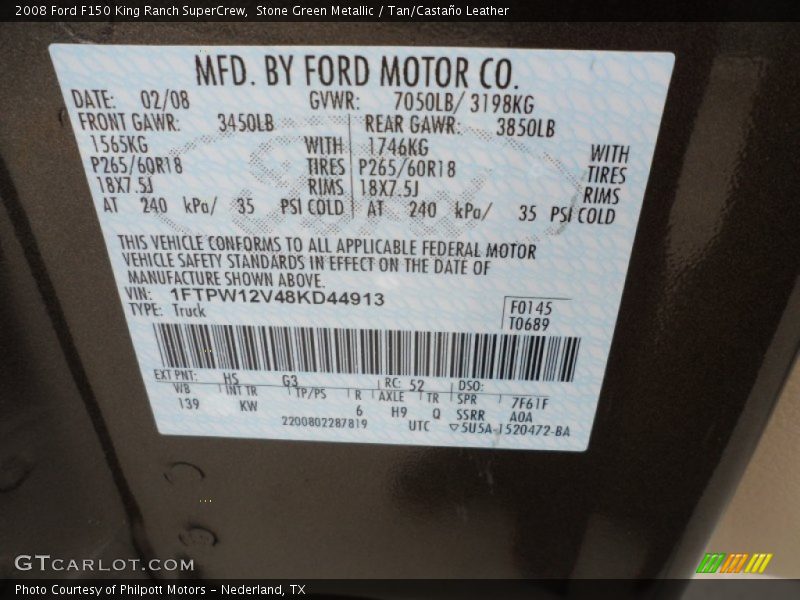 2008 Ford F150 King Ranch SuperCrew,  Stone Green Metallic / Tan/Castaño Leather
MFD. BY FORD MOTOR CO.
DATE: 02/08 GVWR: 7050LB/ 3198KG
FRONT GAWR: 3450LB REAR GAWR: 3850LB
1565KG WITH 1746KG WITH
P265/60R18 TIRES P265/60R18 TIRES
18X7.5J RIMS 18X7.5J RIMS
AT 240 kPa/ 35 PSI COLD AT 240 kPa/ 35 PSI COLD
THIS VEHICLE CONFORMS TO ALL APPLICABLE FEDERAL MOTOR
VEHICLE SAFETY STANDARDS IN EFFECT ON THE DATE OF
MANUFACTURE SHOWN ABOVE.
VIN: 1FTPW12V48KD44913
TYPE: Truck
F0145
T0689
EXT PNT: HS G3 RC: 52 DSO:
WB INT TR TP/PS R AXLE TR SPR 7F61F
139 KW 6 H9 Q SSRR A0A
2200802287819 UTC ▽5U5A-1520472-BA
GTCARLOT.COM
Photo Courtesy of Philpott Motors - Nederland, TX